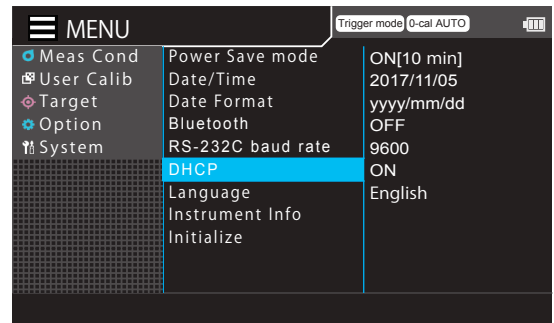 MENU
Trigger mode 0-cal AUTO
Meas Cond
User Calib
Target
Option
System
Power Save mode ON[10 min]
Date/Time 2017/11/05
Date Format yyyy/mm/dd
Bluetooth OFF
RS-232C baud rate 9600
DHCP ON
Language English
Instrument Info
Initialize